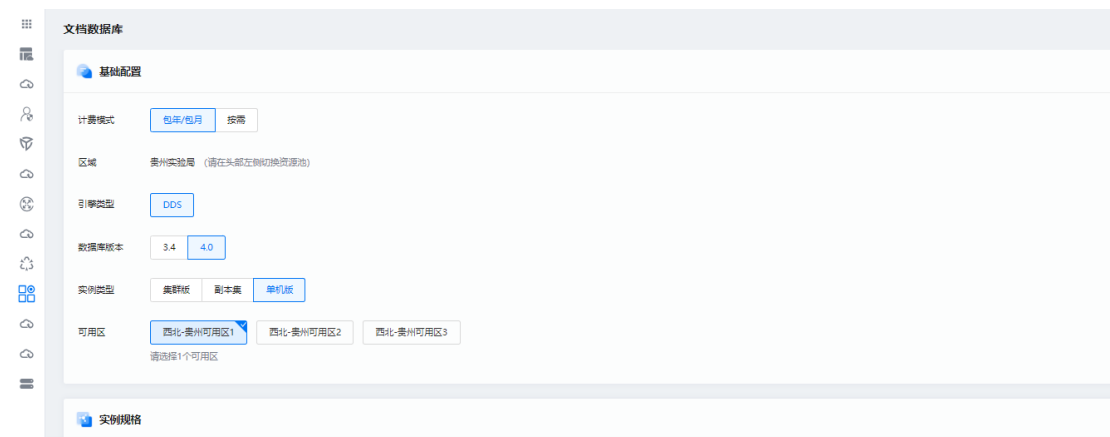 文档数据库
基础配置
计费模式 包年/包月 按需
区域 贵州实验局 (请在头部左侧切换资源池)
引擎类型 DDS
数据库版本 3.4 4.0
实例类型 集群版 副本集 单机版
可用区 西北-贵州可用区1 西北-贵州可用区2 西北-贵州可用区3
请选择1个可用区
实例规格